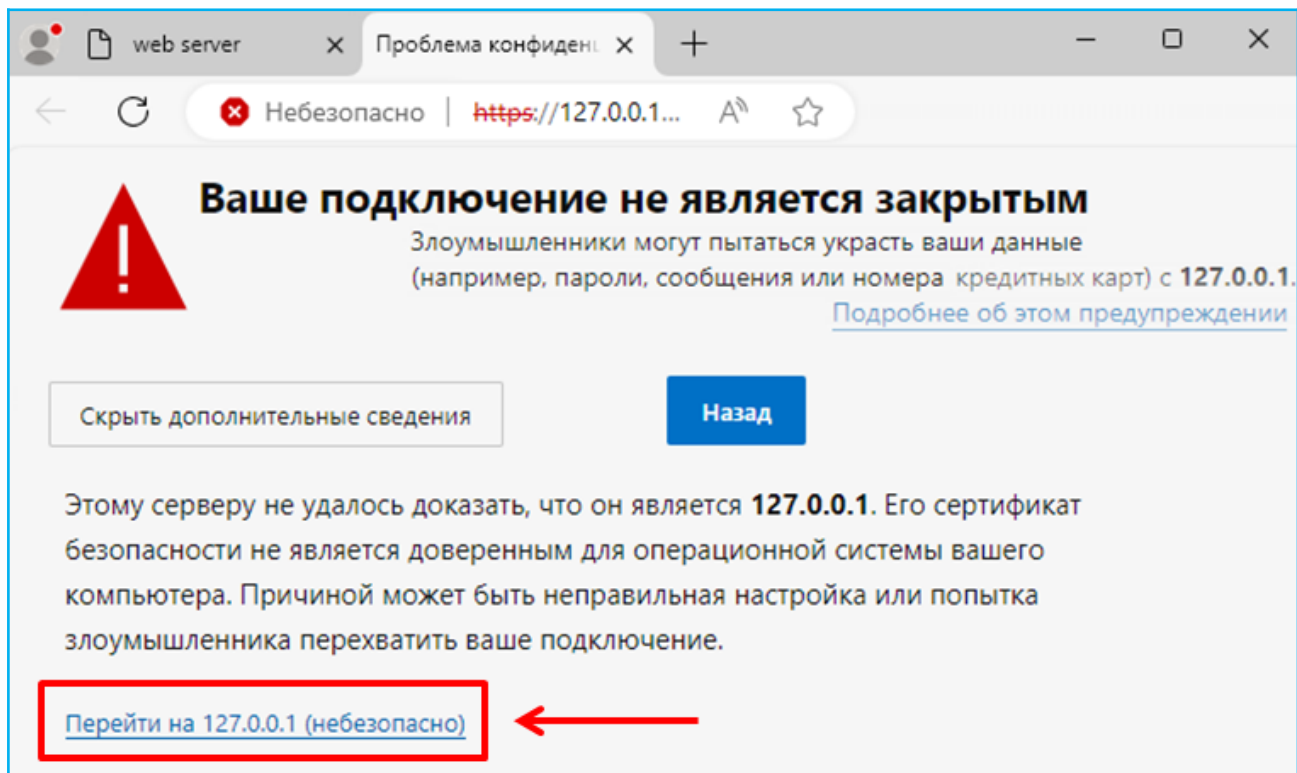 web server
Проблема конфиденц
Небезопасно | https://127.0.0.1... A
Ваше подключение не является закрытым
Злоумышленники могут пытаться украсть ваши данные
(например, пароли, сообщения или номера кредитных карт) с 127.0.0.1.
Подробнее об этом предупреждении
Скрыть дополнительные сведения
Назад
Этому серверу не удалось доказать, что он является 127.0.0.1. Его сертификат
безопасности не является доверенным для операционной системы вашего
компьютера. Причиной может быть неправильная настройка или попытка
злоумышленника перехватить ваше подключение.
Перейти на 127.0.0.1 (небезопасно)